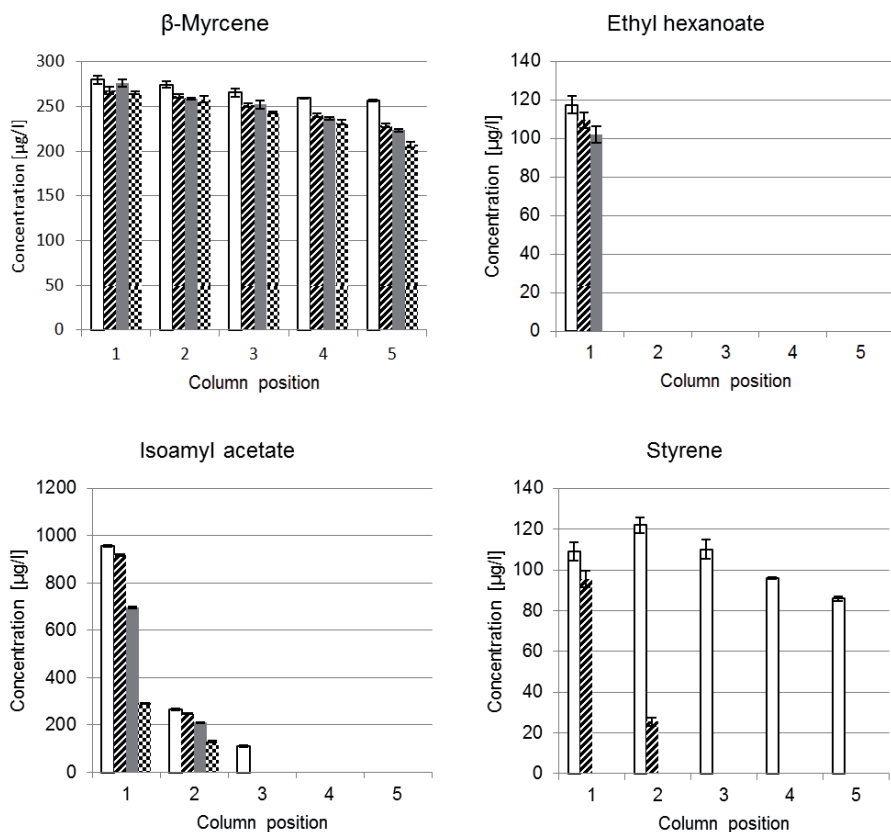 β-Myrcene
Concentration [µg/l]
300
250
200
150
100
50
0
1 2 3 4 5
Column position
Ethyl hexanoate
Concentration [µg/l]
140
120
100
80
60
40
20
0
1 2 3 4 5
Column position
Isoamyl acetate
Concentration [µg/l]
1200
1000
800
600
400
200
0
1 2 3 4 5
Column position
Styrene
Concentration [µg/l]
140
120
100
80
60
40
20
0
1 2 3 4 5
Column position